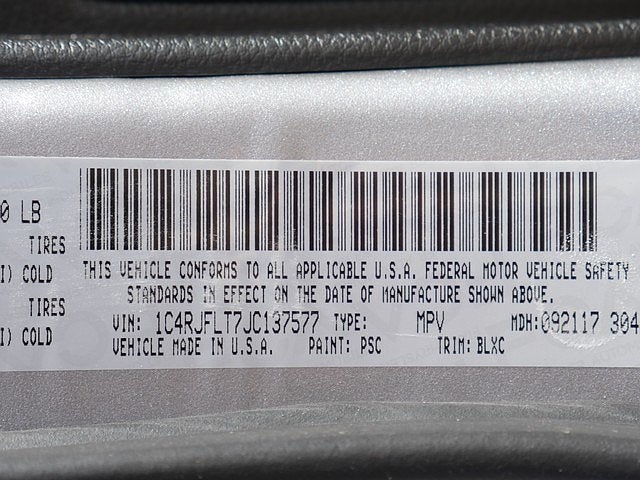 0 LB
TIRES
I) COLD
TIRES
I) COLD
THIS VEHICLE CONFORMS TO ALL APPLICABLE U.S.A. FEDERAL MOTOR VEHICLE SAFETY
STANDARDS IN EFFECT ON THE DATE OF MANUFACTURE SHOWN ABOVE.
VIN: 1C4RJFLT7JC137577 TYPE: MPV MDH:092117 304
VEHICLE MADE IN U.S.A. PAINT: PSC TRIM: BLXC